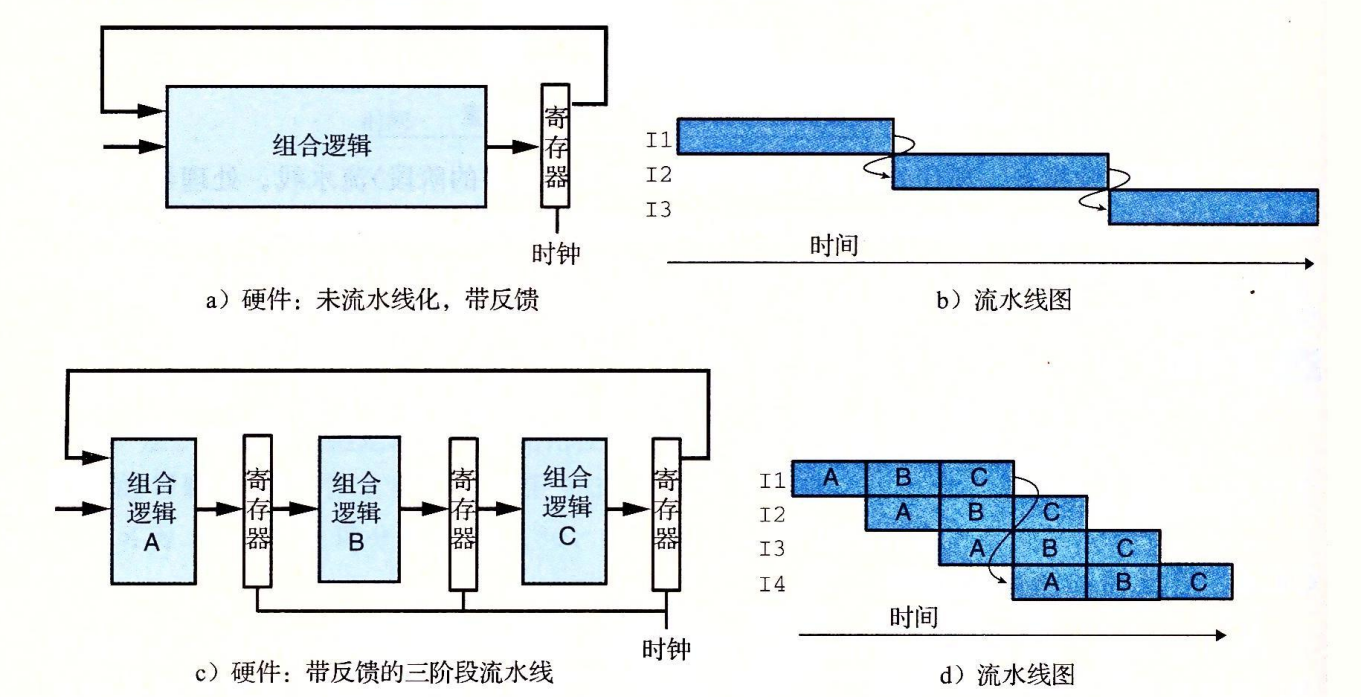 组合逻辑
寄
存
器
时钟
a）硬件：未流水线化，带反馈
I1
I2
I3
时间
b）流水线图
组合
逻辑
A
寄
存
器
组合
逻辑
B
寄
存
器
组合
逻辑
C
寄
存
器
时钟
c）硬件：带反馈的三阶段流水线
I1 A B C
I2 A B C
I3 A B C
I4 A B C
时间
d）流水线图